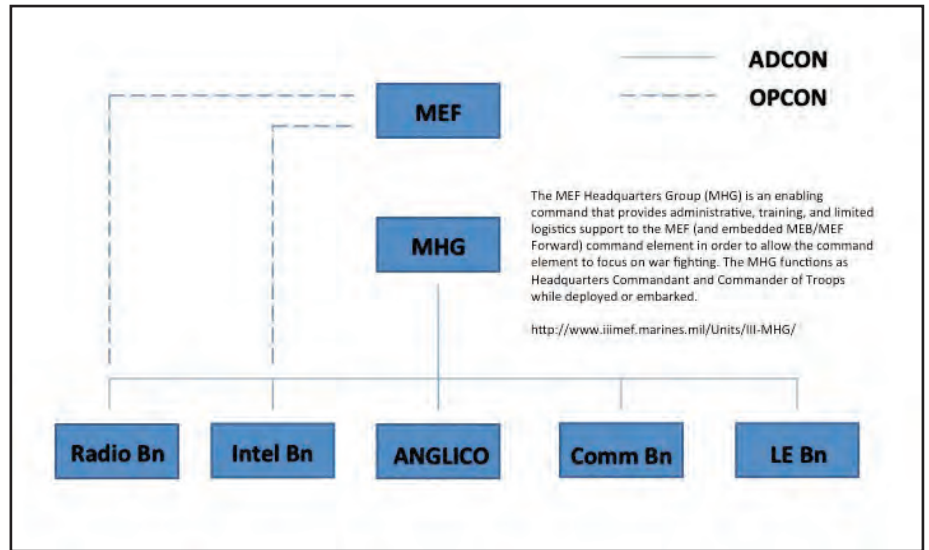 ADCON
OPCON
MEF
The MEF Headquarters Group (MHG) is an enabling
command that provides administrative, training, and limited
logistics support to the MEF (and embedded MEB/MEF
Forward) command element in order to allow the command
element to focus on war fighting. The MHG functions as
Headquarters Commandant and Commander of Troops
while deployed or embarked.
http://www.iiimef.marines.mil/Units/III-MHG/
MHG
Radio Bn
Intel Bn
ANGLICO
Comm Bn
LE Bn